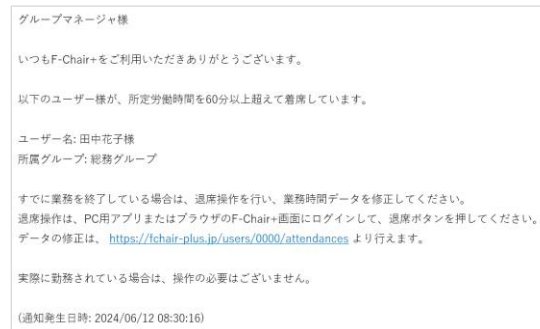 グループマネージャ様
いつもF-Chair+をご利用いただきありがとうございます。
以下のユーザー様が、所定労働時間を60分以上超えて着席しています。
ユーザー名: 田中花子様
所属グループ: 総務グループ
すでに業務を終了している場合は、退席操作を行い、業務時間データを修正してください。
退席操作は、PC用アプリまたはブラウザのF-Chair+画面にログインして、退席ボタンを押してください。
データの修正は、 https://fchair-plus.jp/users/0000/attendances より行えます。
実際に勤務されている場合は、操作の必要はございません。
(通知発生日時: 2024/06/12 08:30:16)